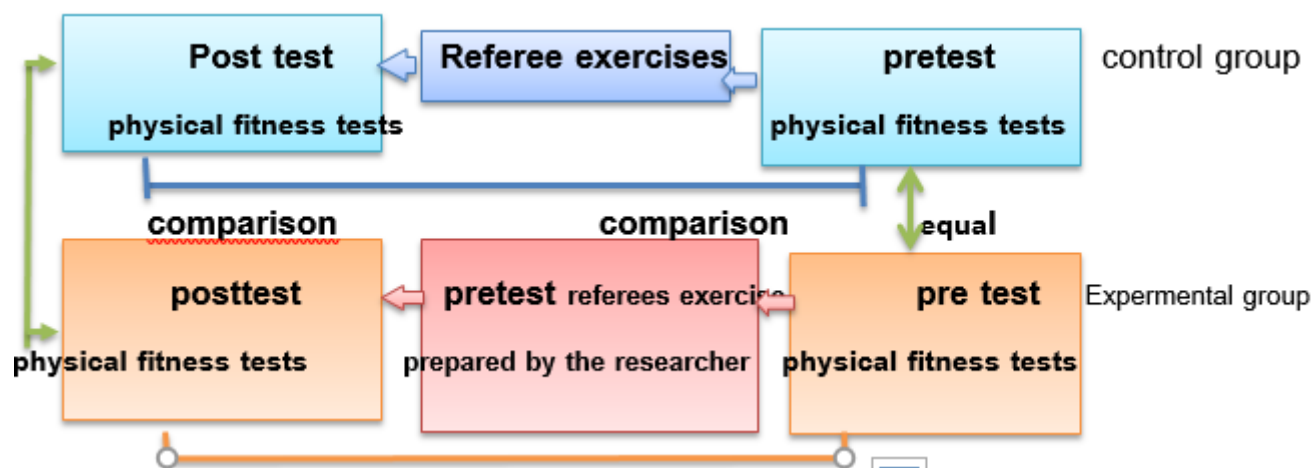 Post test
physical fitness tests
Referee exercises
pretest
physical fitness tests
control group
comparison
comparison
equal
posttest
physical fitness tests
pretest referees exercise
prepared by the researcher
pre test
physical fitness tests
Expermental group